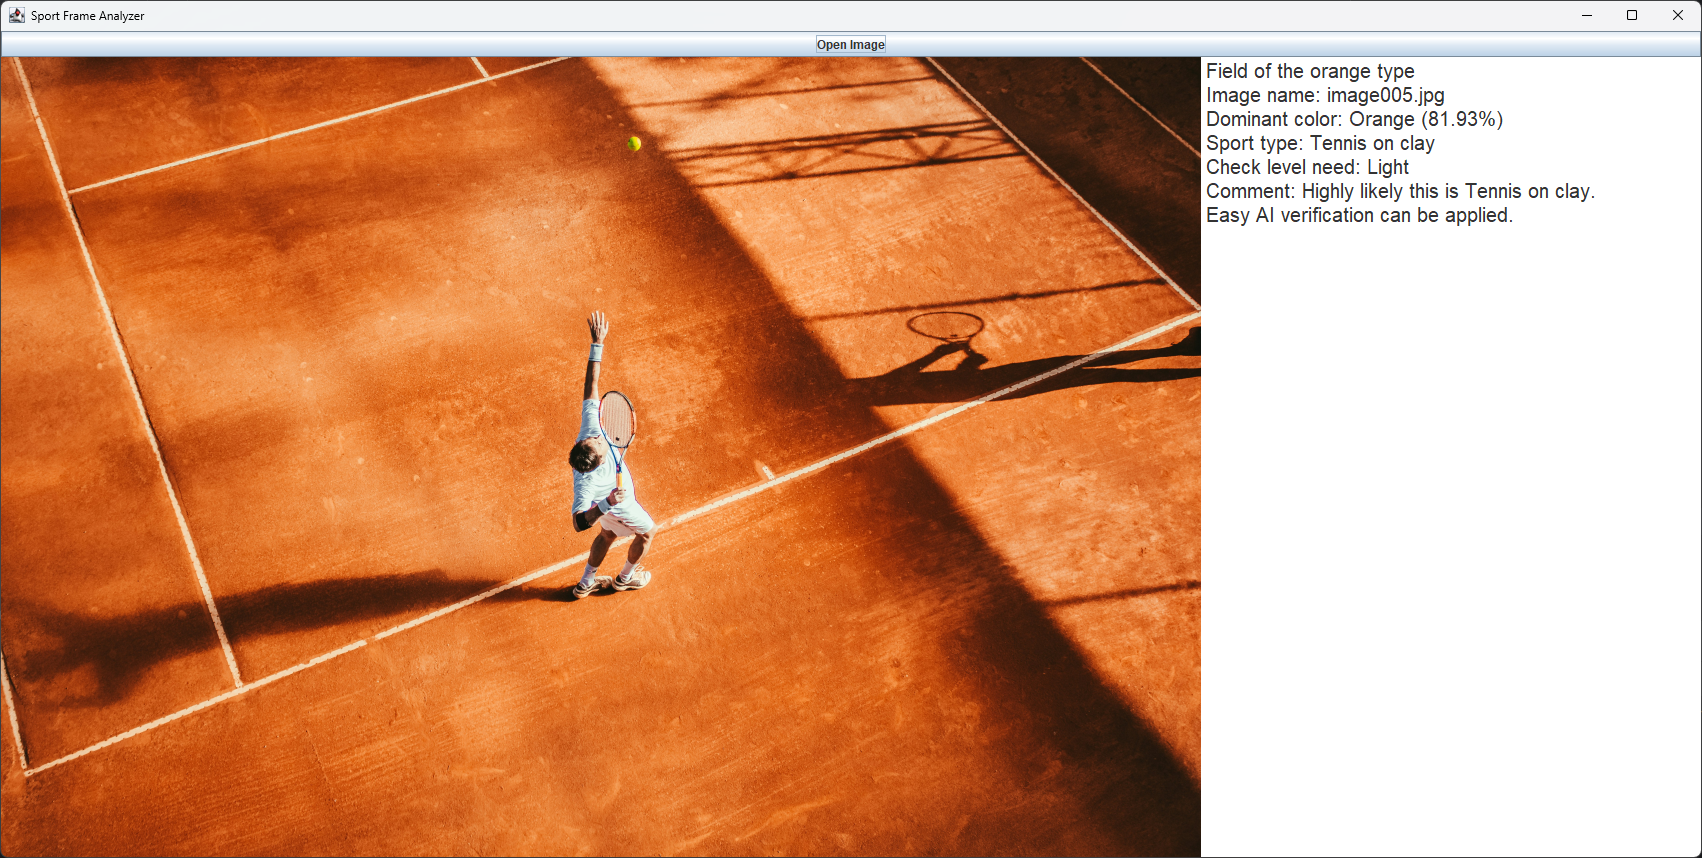 Sport Frame Analyzer
Open Image
Field of the orange type
Image name: image005.jpg
Dominant color: Orange (81.93%)
Sport type: Tennis on clay
Check level need: Light
Comment: Highly likely this is Tennis on clay.
Easy AI verification can be applied.